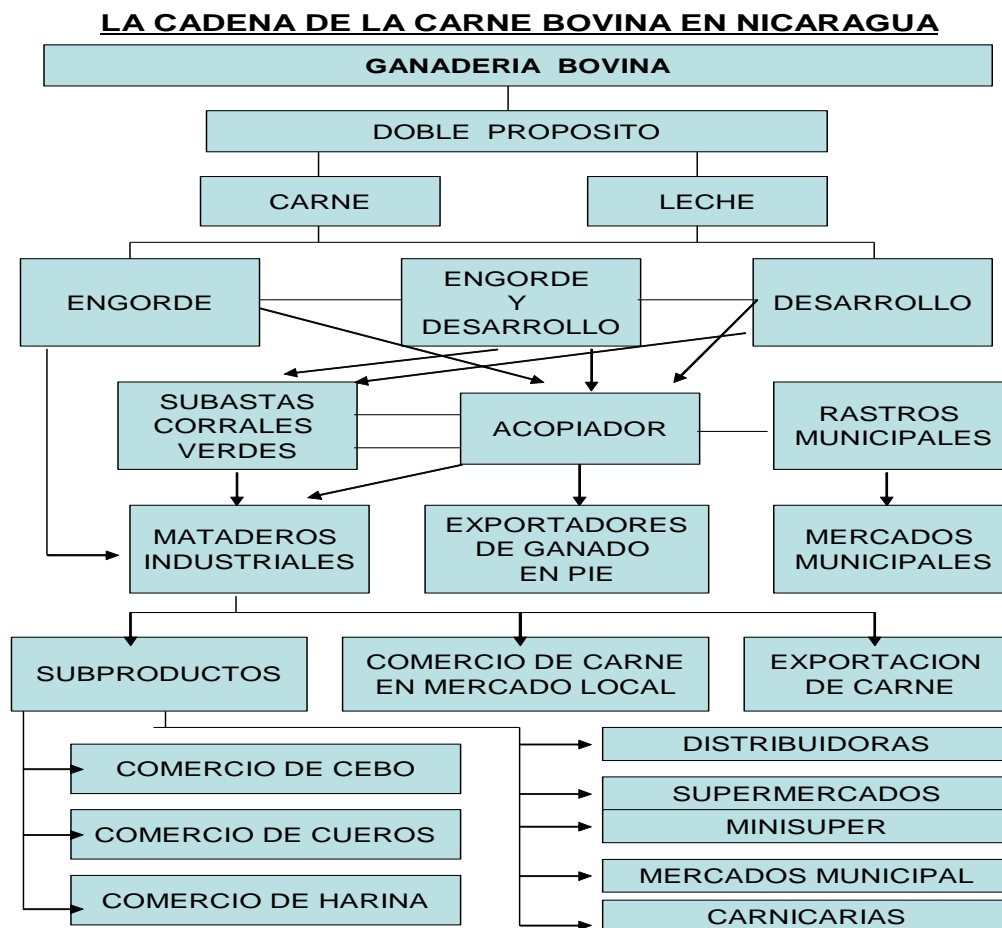 LA CADENA DE LA CARNE BOVINA EN NICARAGUA
GANADERIA BOVINA
DOBLE PROPOSITO
CARNE
LECHE
ENGORDE
ENGORDE
Y
DESARROLLO
DESARROLLO
SUBASTAS
CORRALES
VERDES
ACOPIADOR
RASTROS
MUNICIPALES
MATADEROS
INDUSTRIALES
EXPORTADORES
DE GANADO
EN PIE
MERCADOS
MUNICIPALES
SUBPRODUCTOS
COMERCIO DE CARNE
EN MERCADO LOCAL
EXPORTACION
DE CARNE
COMERCIO DE CEBO
COMERCIO DE CUEROS
COMERCIO DE HARINA
DISTRIBUIDORAS
SUPERMERCADOS
MINISUPER
MERCADOS MUNICIPAL
CARNICARIAS